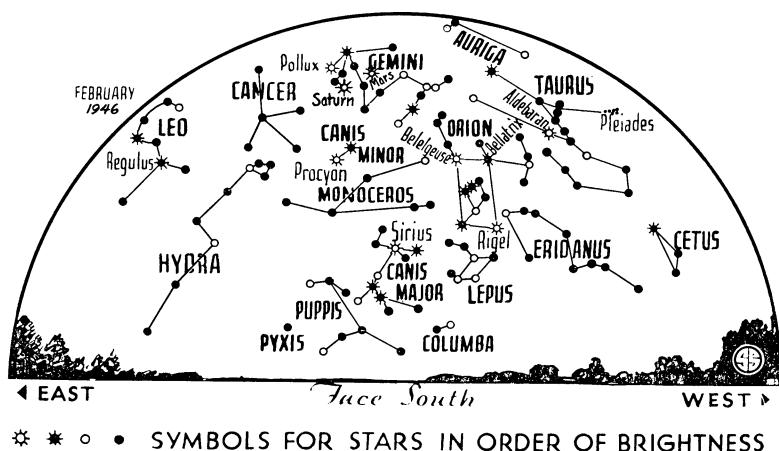 AURIGA
Pollux
GEMINI
Mars
FEBRUARY
1946
CANCER
Saturn
TAURUS
Aldebaran
Pleiades
LEO
CANIS
MINOR
ORION
Bellatrix
Betelgeuse
Regulus
Procyon
MONOCEROS
Sirius
Rigel
ERIDANUS
CETUS
HYDRA
CANIS
MAJOR
LEPUS
PUPPIS
PYXIS
COLUMBA
SS
EAST
Face South
WEST
SYMBOLS FOR STARS IN ORDER OF BRIGHTNESS